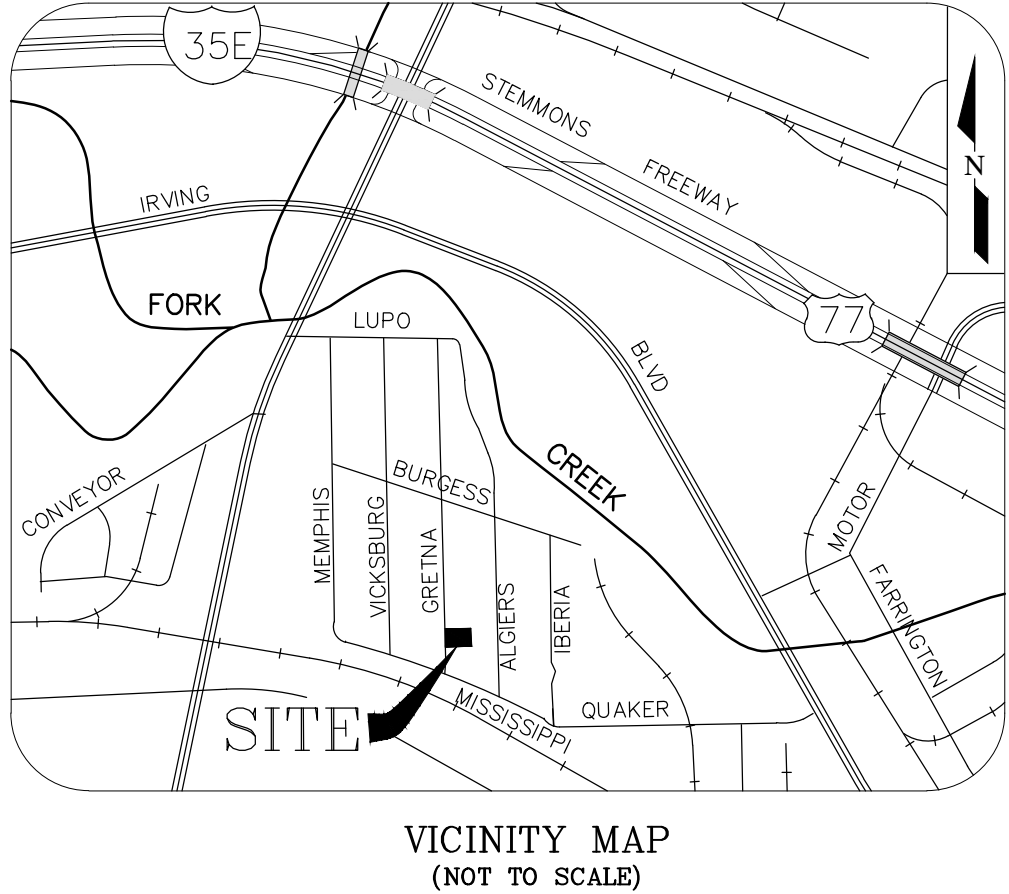 35E
STEMMONS
FREEWAY
N
IRVING
FORK
LUPO
77
BLVD
CREEK
BURGESS
CONVEYOR
MEMPHIS
VICKSBURG
GRETNA
ALGIERS
IBERIA
MOTOR
FARRINGTON
MISSISSIPPI
QUAKER
SITE
VICINITY MAP
(NOT TO SCALE)